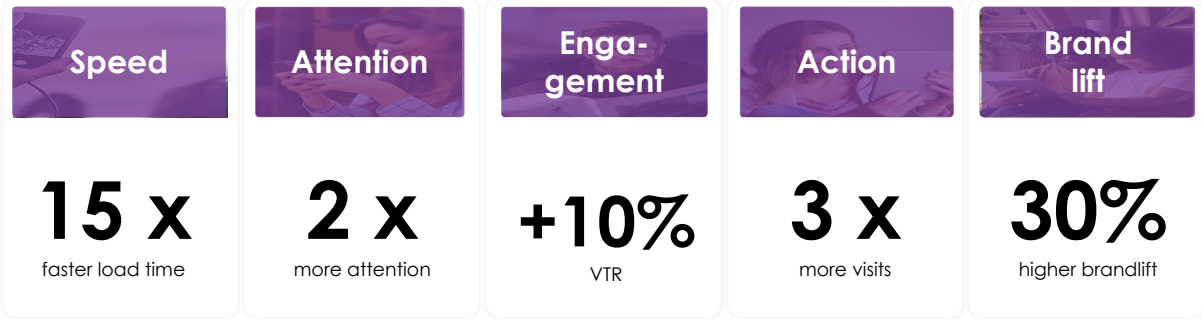 Speed
15 x
faster load time
Attention
2 x
more attention
Enga-
gement
+10%
VTR
Action
3 x
more visits
Brand
lift
30%
higher brandlift